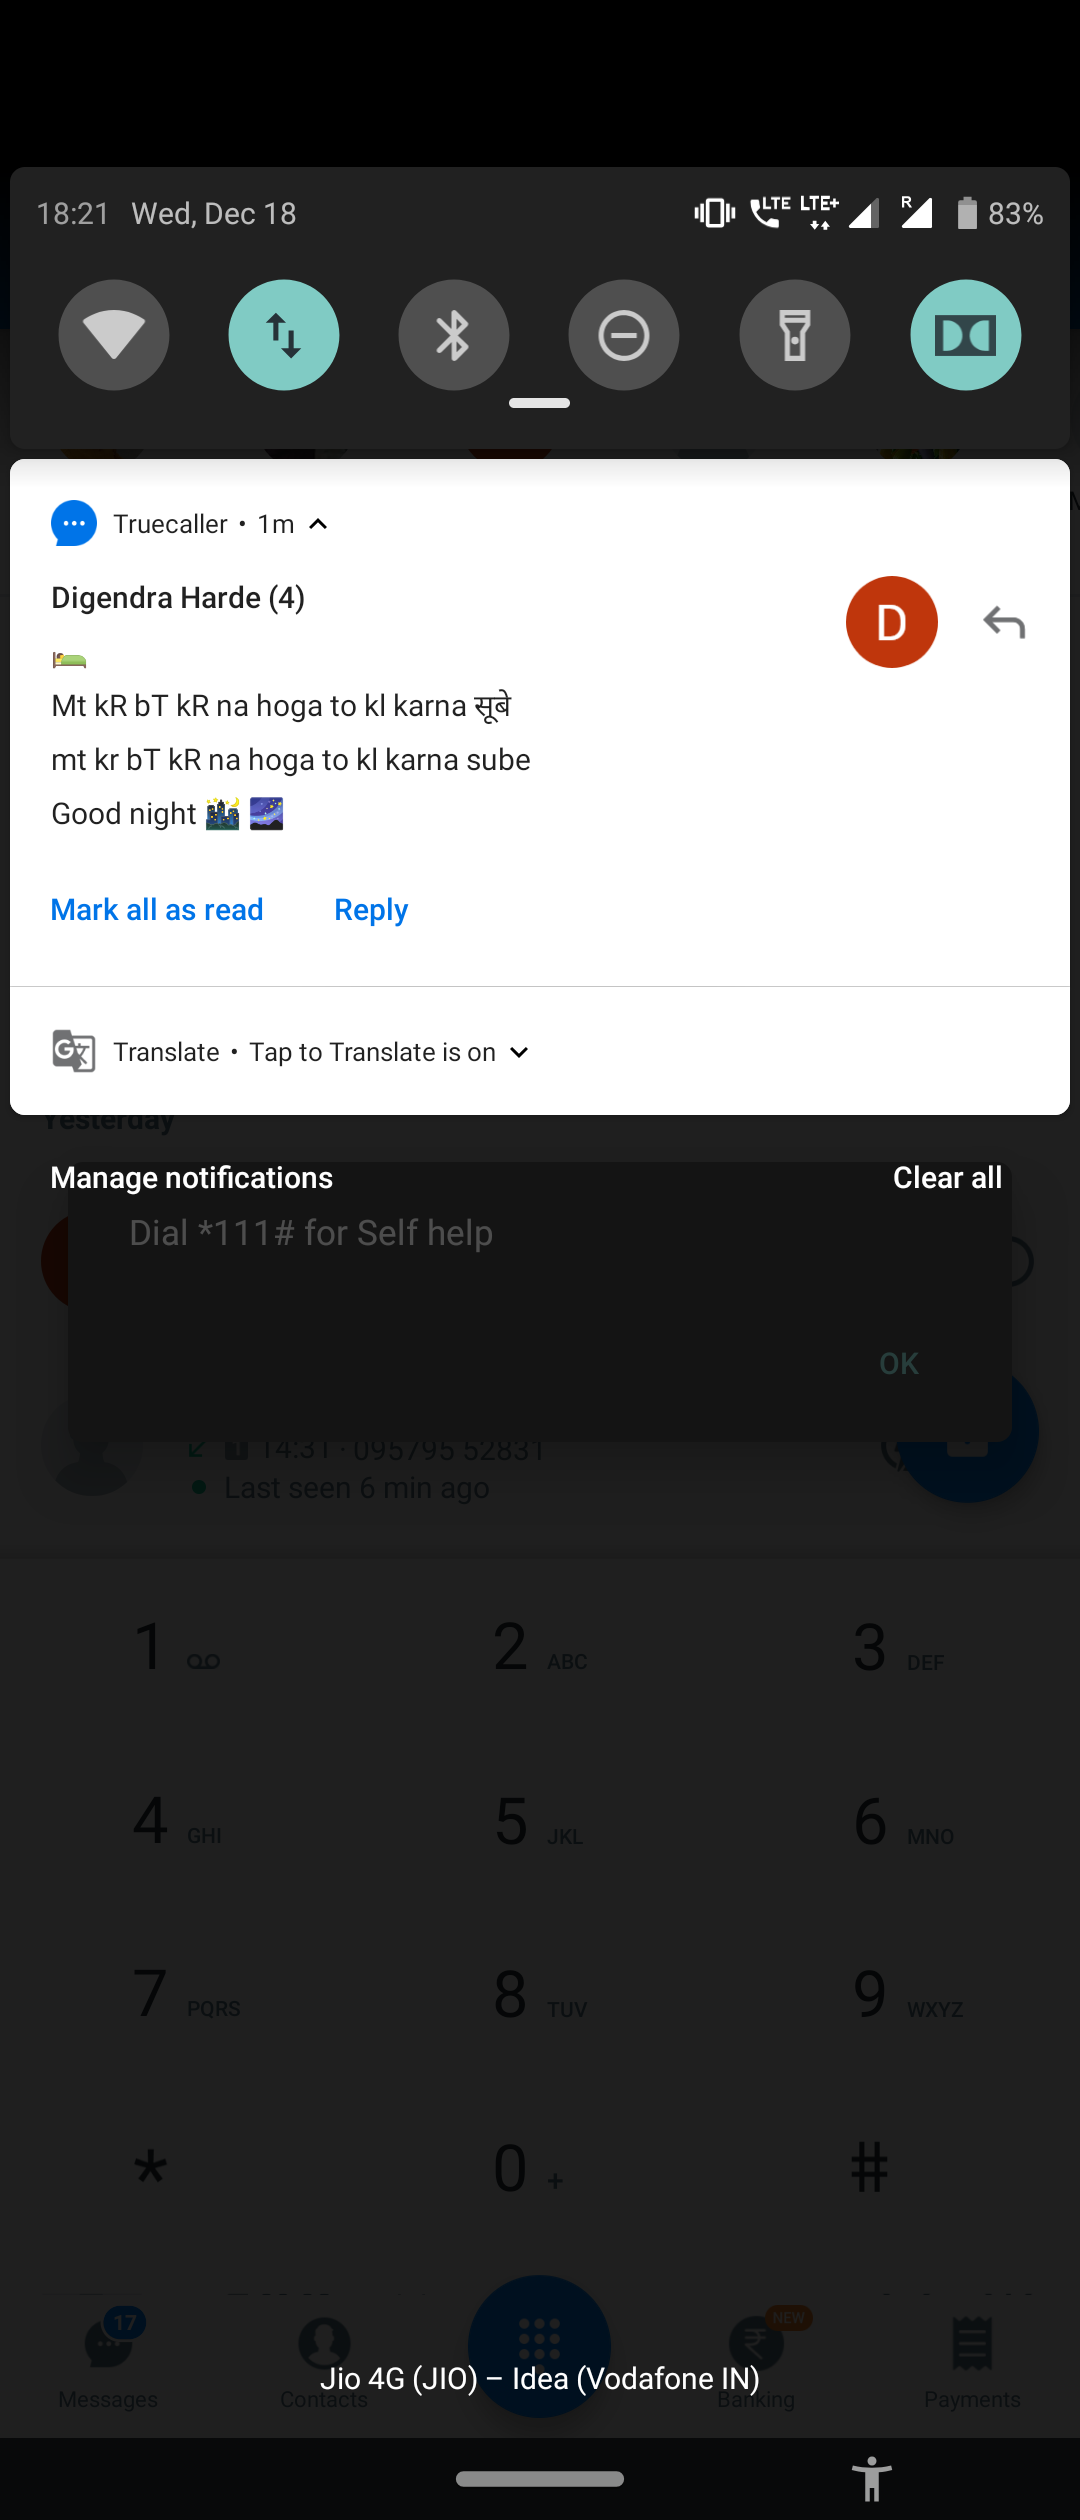 18:21 Wed, Dec 18
LTE LTE+ R 83%
Truecaller • 1m
Digendra Harde (4)
D
🛌
Mt kR bT kR na hoga to kl karna सूबे
mt kr bT kR na hoga to kl karna sube
Good night 🌃 🌌
Mark all as read Reply
Translate • Tap to Translate is on
Yesterday
Manage notifications Clear all
Dial *111# for Self help
OK
1 14:31 · 095795 52831
Last seen 6 min ago
1 2 ABC 3 DEF
4 GHI 5 JKL 6 MNO
7 PQRS 8 TUV 9 WXYZ
* 0 + #
17 NEW
Jio 4G (JIO) – Idea (Vodafone IN)
Messages Contacts Banking Payments